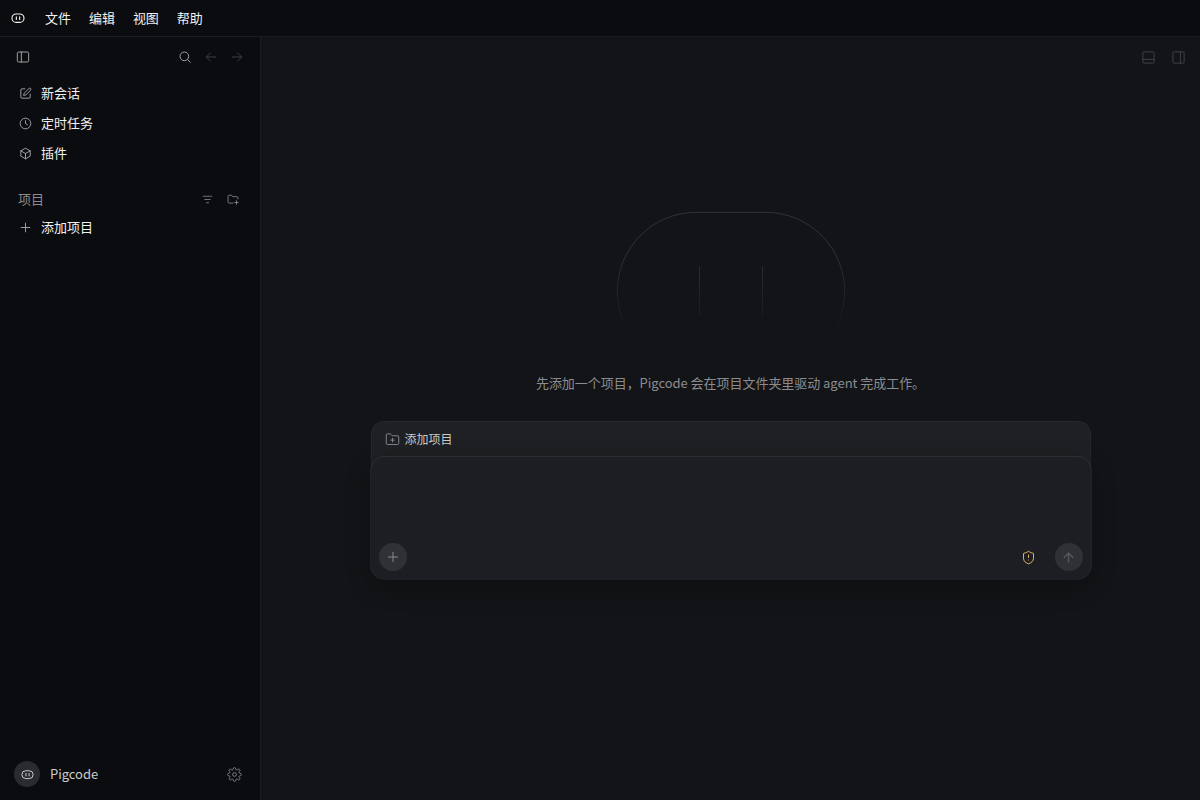 文件 编辑 视图 帮助
新会话
定时任务
插件
项目
添加项目
先添加一个项目，Pigcode 会在项目文件夹里驱动 agent 完成工作。
添加项目
Pigcode